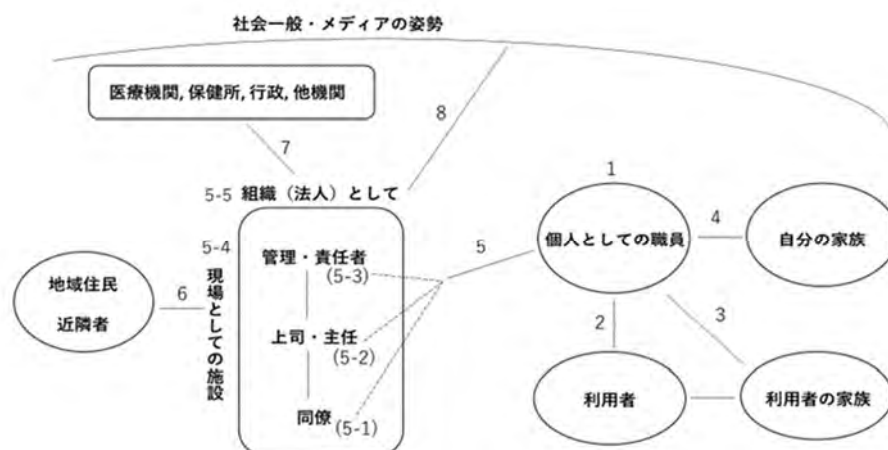 社会一般・メディアの姿勢
医療機関, 保健所, 行政, 他機関
8
7
5-5 組織（法人）として
1
5-4
管理・責任者
(5-3)
5
個人としての職員
4
自分の家族
地域住民
近隣者
6
現場としての施設
上司・主任
(5-2)
2
3
同僚
(5-1)
利用者
利用者の家族